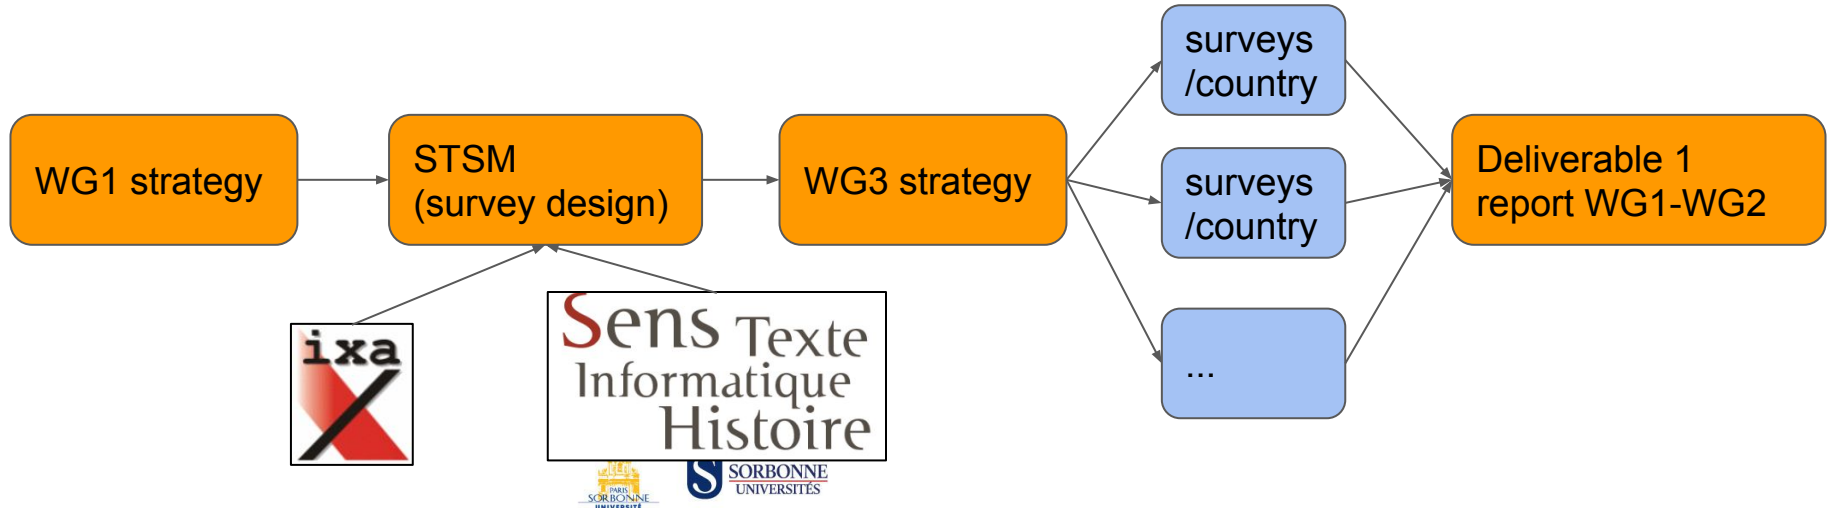 WG1 strategy
STSM
(survey design)
WG3 strategy
surveys
/country
surveys
/country
...
Deliverable 1
report WG1-WG2
ixa
Sens Texte
Informatique
Histoire
PARIS
SORBONNE
UNIVERSITÉ
S
SORBONNE
UNIVERSITÉS